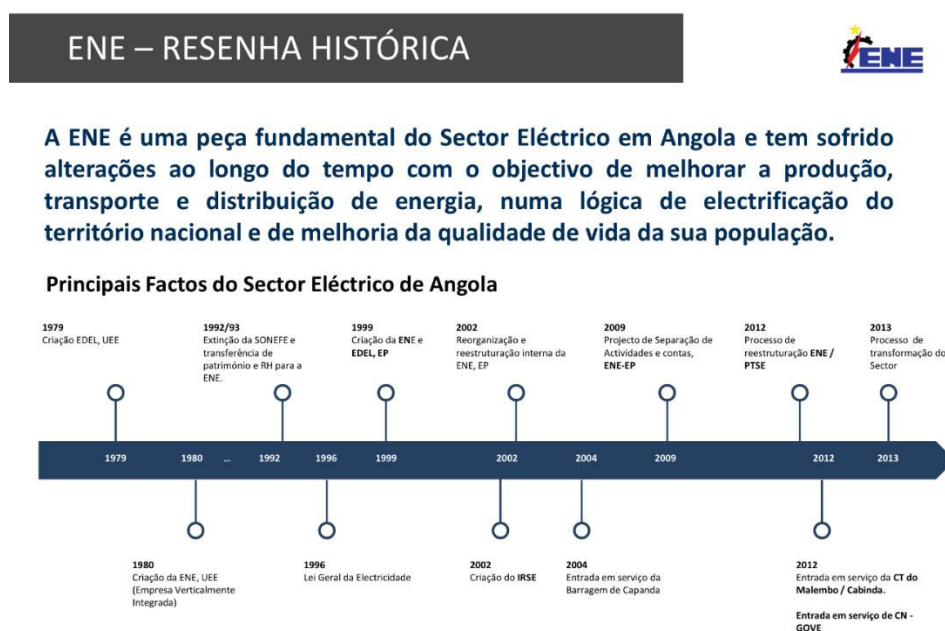 ENE – RESENHA HISTÓRICA
ENE
A ENE é uma peça fundamental do Sector Eléctrico em Angola e tem sofrido
alterações ao longo do tempo com o objectivo de melhorar a produção,
transporte e distribuição de energia, numa lógica de electrificação do
território nacional e de melhoria da qualidade de vida da sua população.
Principais Factos do Sector Eléctrico de Angola
1979
Criação EDEL, UEE
1992/93
Extinção da SONEFE e
transferência de
património e RH para a
ENE.
1999
Criação da ENE e
EDEL, EP
2002
Reorganização e
reestruturação interna da
ENE, EP
2009
Projecto de Separação de
Actividades e contas,
ENE-EP
2012
Processo de
reestruturação ENE /
PTSE
2013
Processo de
transformação do
Sector
1979 1980 ... 1992 1996 1999 2002 2004 2009 2012 2013
1980
Criação da ENE, UEE
(Empresa Verticalmente
Integrada)
1996
Lei Geral da Electricidade
2002
Criação do IRSE
2004
Entrada em serviço da
Barragem de Capanda
2012
Entrada em serviço da CT do
Malembo / Cabinda.
Entrada em serviço de CN -
GOVE